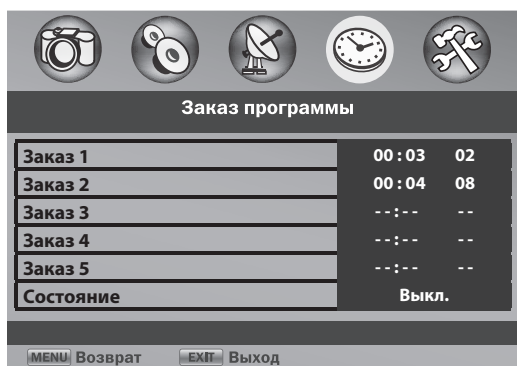 Заказ программы
Заказ 1 00 : 03 02
Заказ 2 00 : 04 08
Заказ 3 - - : - - - -
Заказ 4 - - : - - - -
Заказ 5 - - : - - - -
Состояние Выкл.
MENU Возврат EXIT Выход